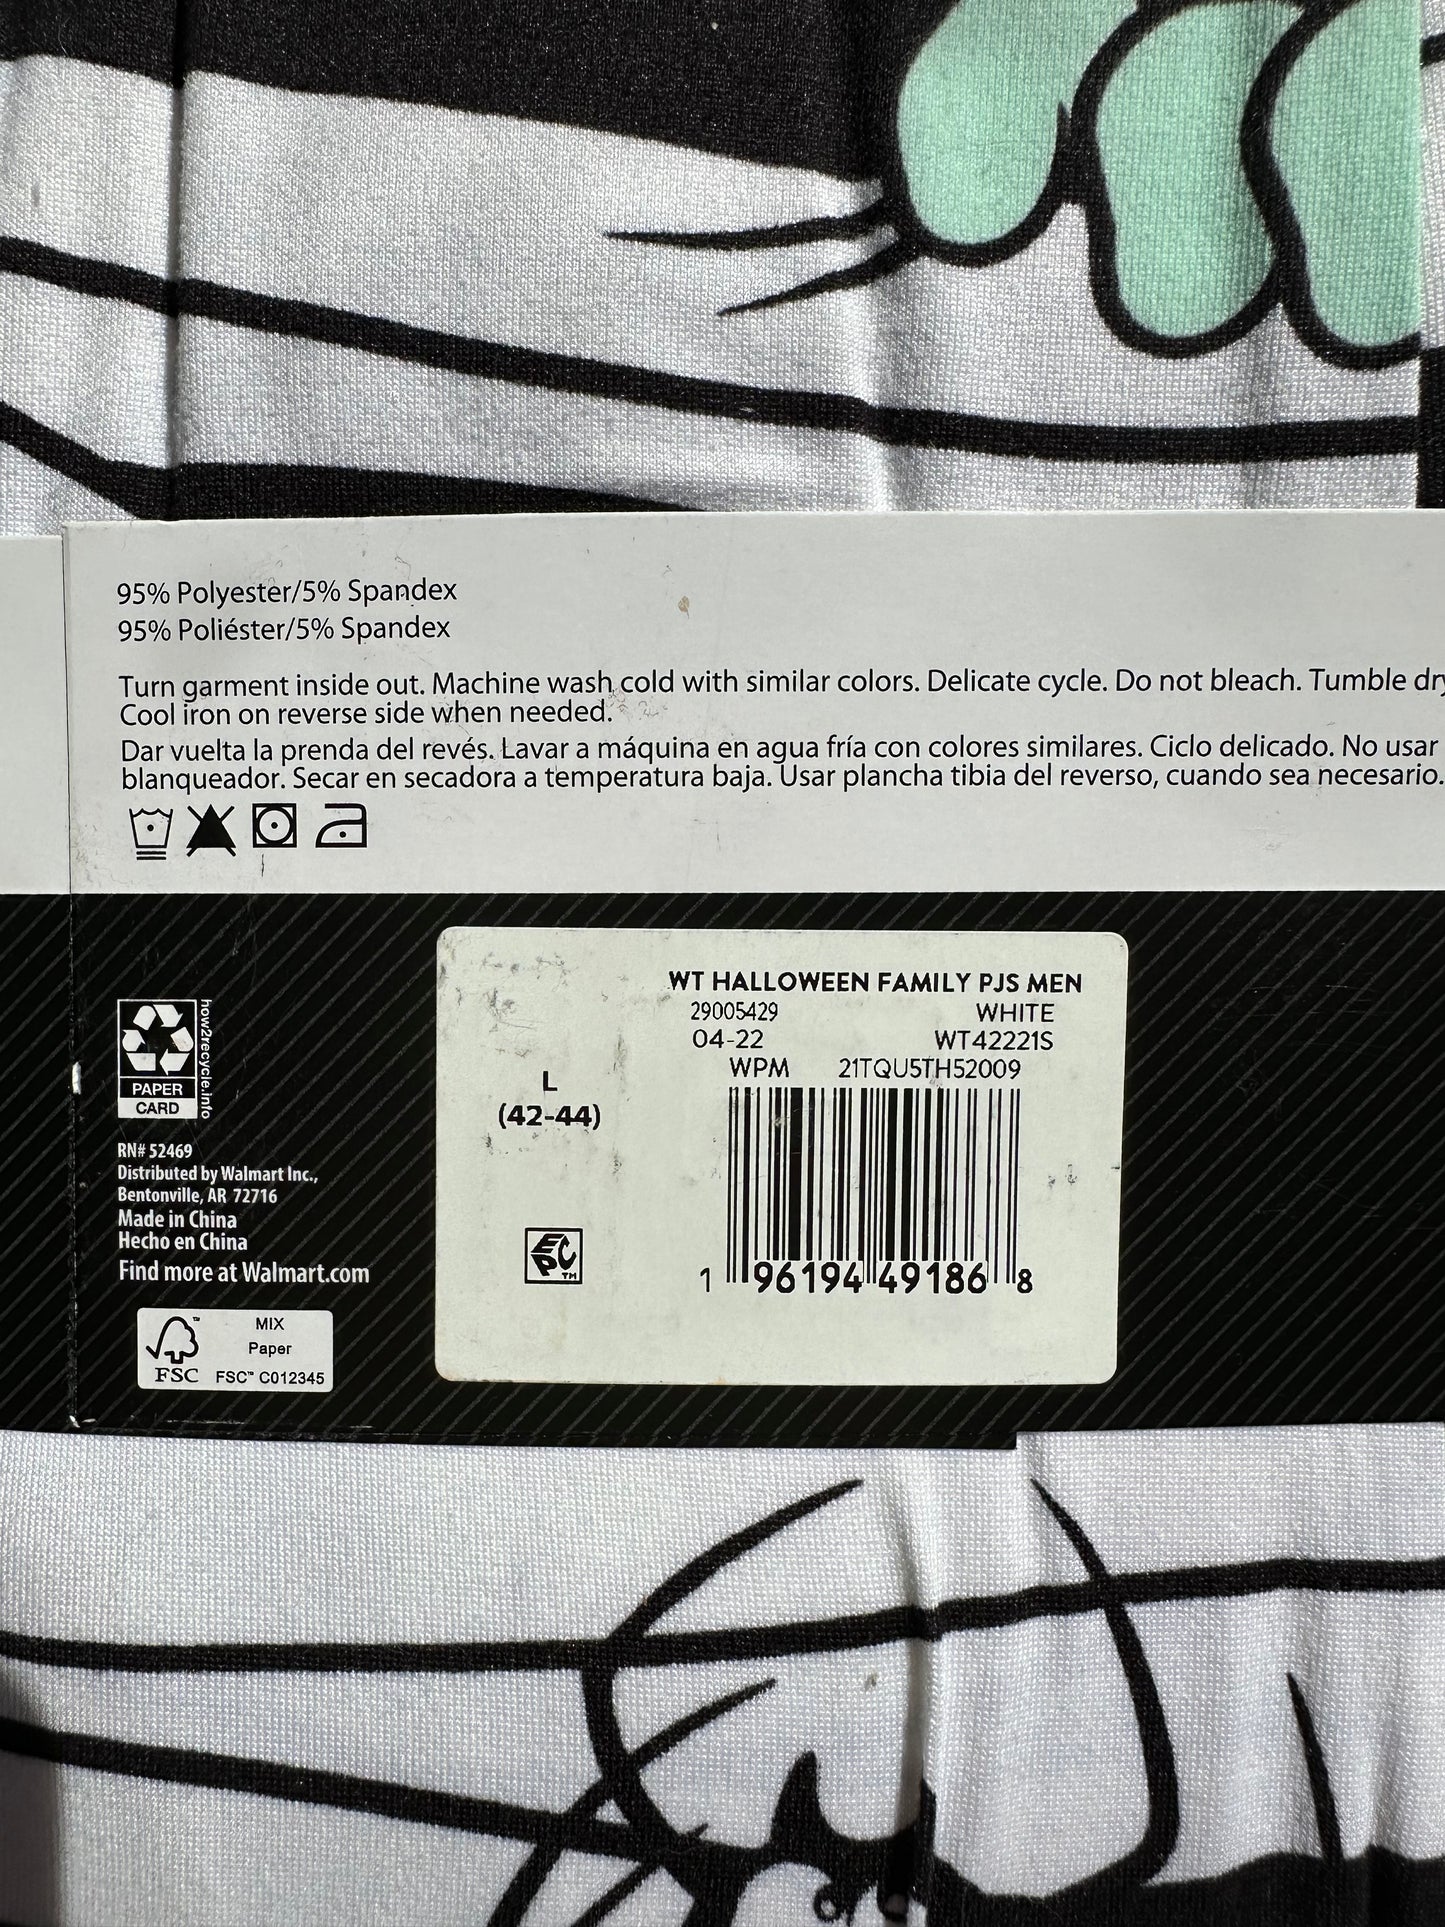 95% Polyester/5% Spandex
95% Poliéster/5% Spandex
Turn garment inside out. Machine wash cold with similar colors. Delicate cycle. Do not bleach. Tumble dry
Cool iron on reverse side when needed.
Dar vuelta la prenda del revés. Lavar a máquina en agua fría con colores similares. Ciclo delicado. No usar
blanqueador. Secar en secadora a temperatura baja. Usar plancha tibia del reverso, cuando sea necesario.
how2recycle.info
PAPER
CARD
RN# 52469
Distributed by Walmart Inc.,
Bentonville, AR 72716
Made in China
Hecho en China
Find more at Walmart.com
FSC™
MIX
Paper
FSC™ C012345
WT HALLOWEEN FAMILY PJS MEN
29005429 WHITE
04-22 WT42221S
WPM 21TQU5TH52009
L
(42-44)
EPC™
1 96194 49186 8